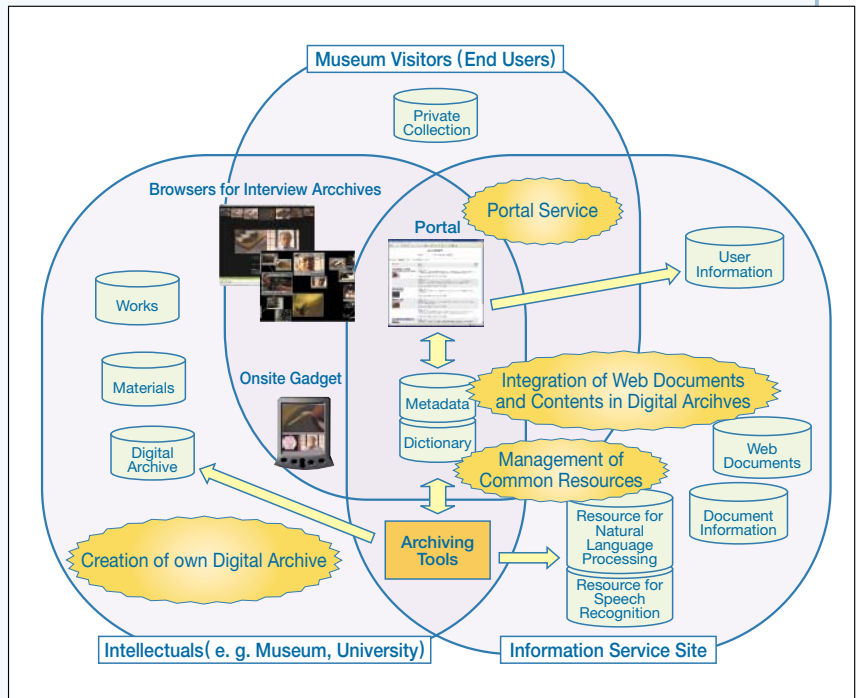 Museum Visitors (End Users)
Private
Collection
Browsers for Interview Arcchives
Portal Service
Portal
User
Information
Works
Onsite Gadget
Integration of Web Documents
and Contents in Digital Arcihves
Materials
Metadata
Dictionary
Web
Documents
Digital
Archive
Management of
Common Resources
Resource for
Natural
Language
Processing
Document
Information
Archiving
Tools
Creation of own Digital Archive
Resource for
Speech
Recognition
Intellectuals( e. g. Museum, University)
Information Service Site